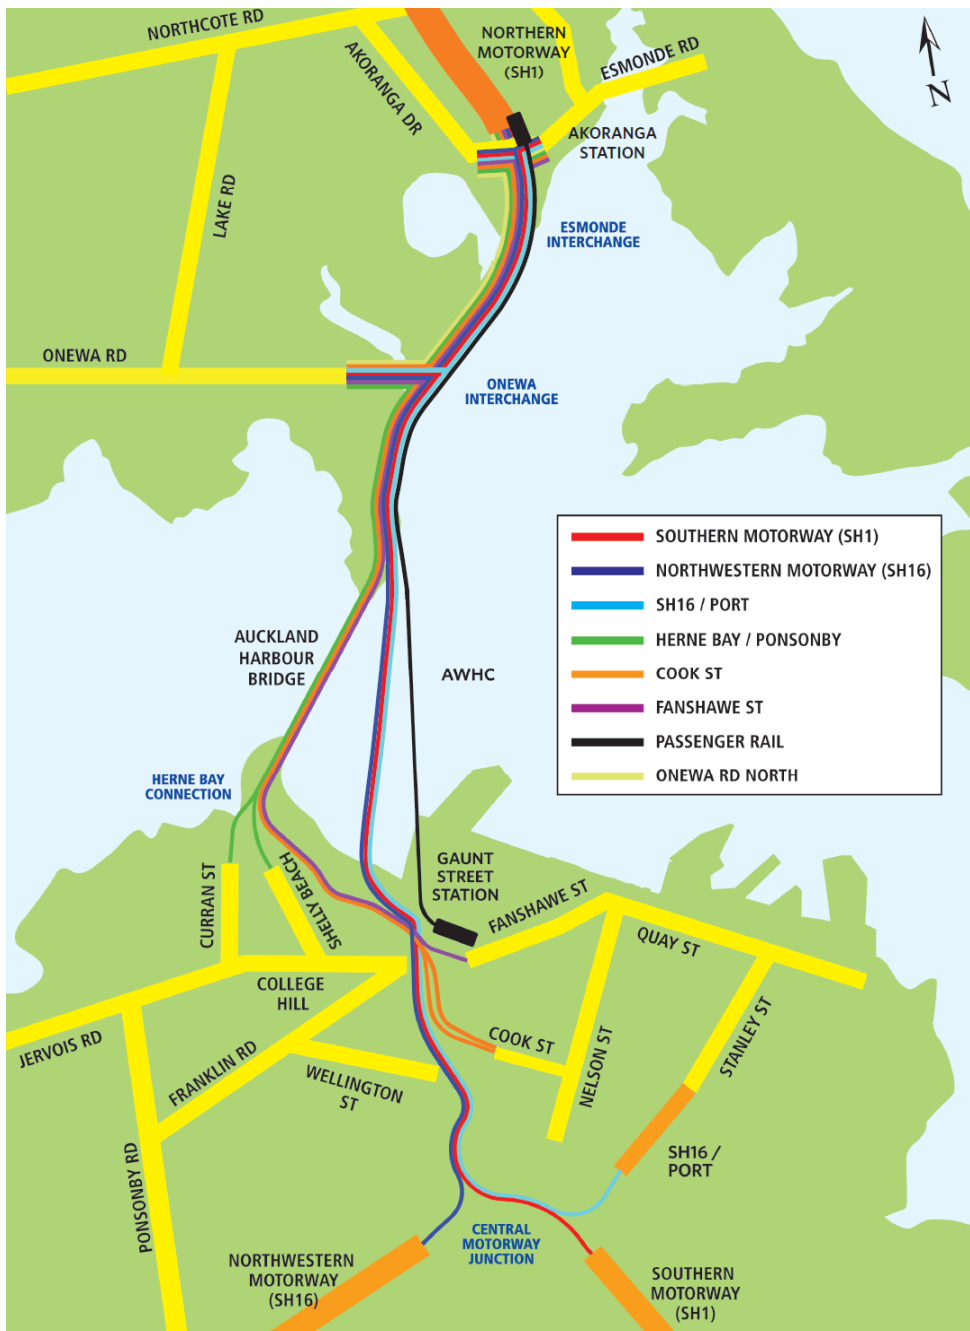 NORTHCOTE RD
NORTHERN
MOTORWAY
(SH1)
ESMONDE RD
N
AKORANGA DR
AKORANGA
STATION
LAKE RD
ESMONDE
INTERCHANGE
ONEWA RD
ONEWA
INTERCHANGE
SOUTHERN MOTORWAY (SH1)
NORTHWESTERN MOTORWAY (SH16)
SH16 / PORT
HERNE BAY / PONSONBY
COOK ST
FANSHAWE ST
PASSENGER RAIL
ONEWA RD NORTH
AUCKLAND
HARBOUR
BRIDGE
AWHC
HERNE BAY
CONNECTION
GAUNT
STREET
STATION
CURRAN ST
SHELLY BEACH
FANSHAWE ST
QUAY ST
COLLEGE
HILL
JERVOIS RD
FRANKLIN RD
WELLINGTON
ST
COOK ST
NELSON ST
STANLEY ST
PONSONBY RD
SH16 /
PORT
CENTRAL
MOTORWAY
JUNCTION
NORTHWESTERN
MOTORWAY
(SH16)
SOUTHERN
MOTORWAY
(SH1)